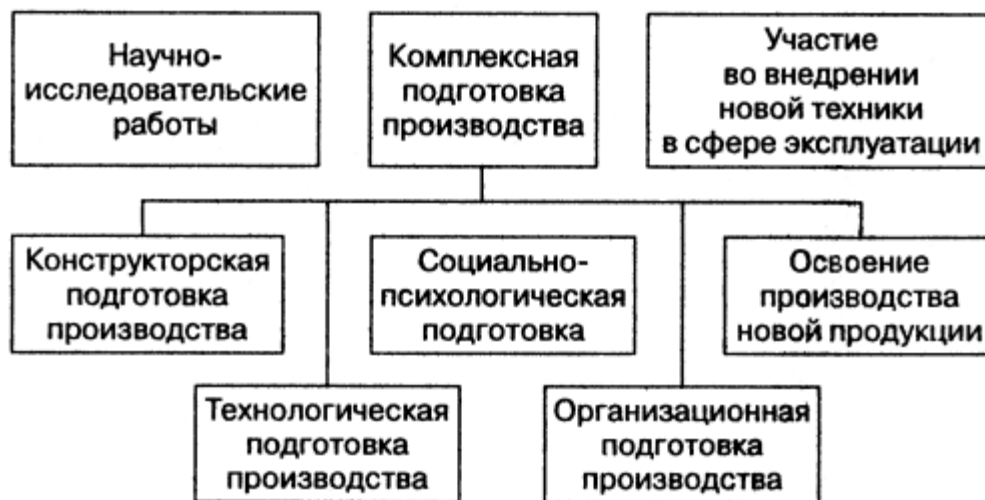 Научно-
исследовательские
работы
Комплексная
подготовка
производства
Участие
во внедрении
новой техники
в сфере эксплуатации
Конструкторская
подготовка
производства
Социально-
психологическая
подготовка
Освоение
производства
новой продукции
Технологическая
подготовка
производства
Организационная
подготовка
производства